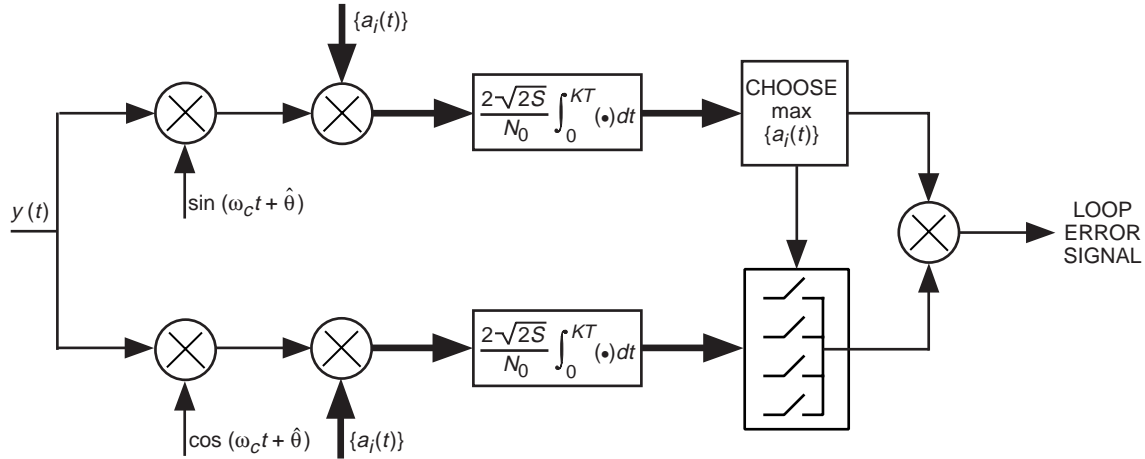 {a_i(t)}
2√2S/N_0 ∫_0^KT (•)dt
CHOOSE
max
{a_i(t)}
sin (ω_c t + θ̂)
y(t)
LOOP
ERROR
SIGNAL
2√2S/N_0 ∫_0^KT (•)dt
cos (ω_c t + θ̂)
{a_i(t)}